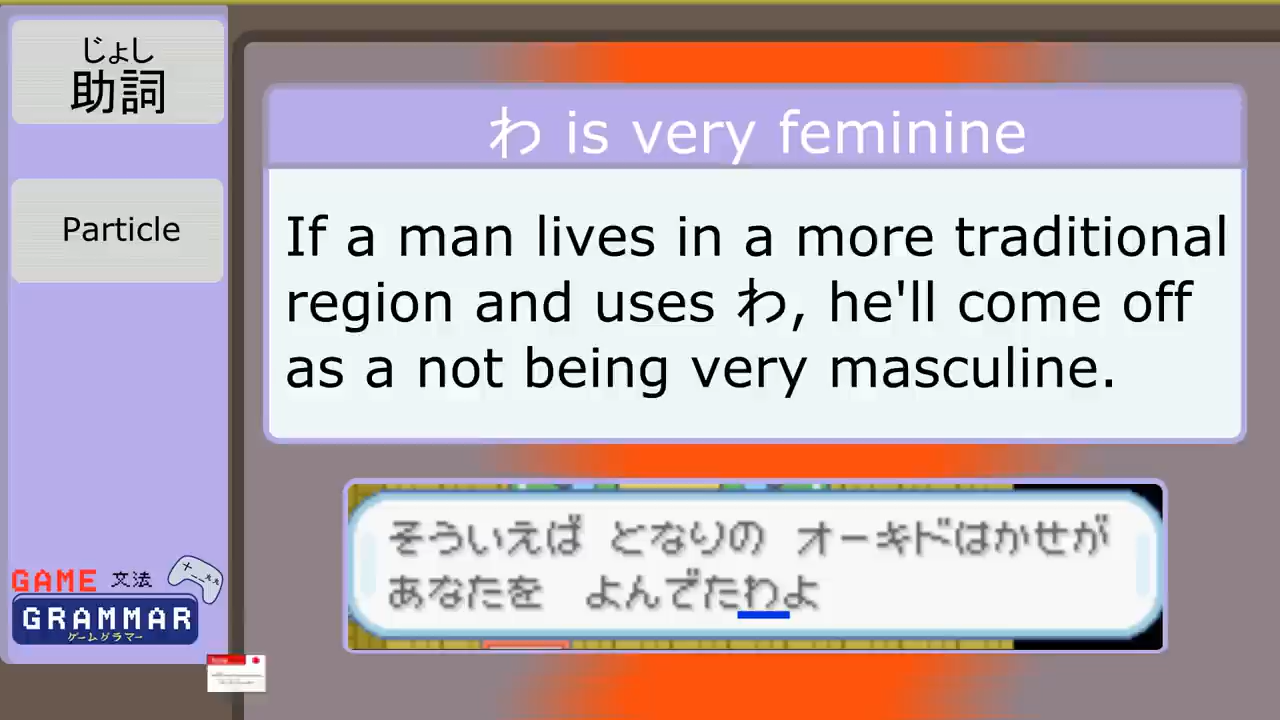 じょし
助詞
Particle
わ is very feminine
If a man lives in a more traditional
region and uses わ, he'll come off
as a not being very masculine.
そういえば となりの オーキドはかせが
あなたを よんでたわよ
GAME 文法
GRAMMAR
ゲームグラマー